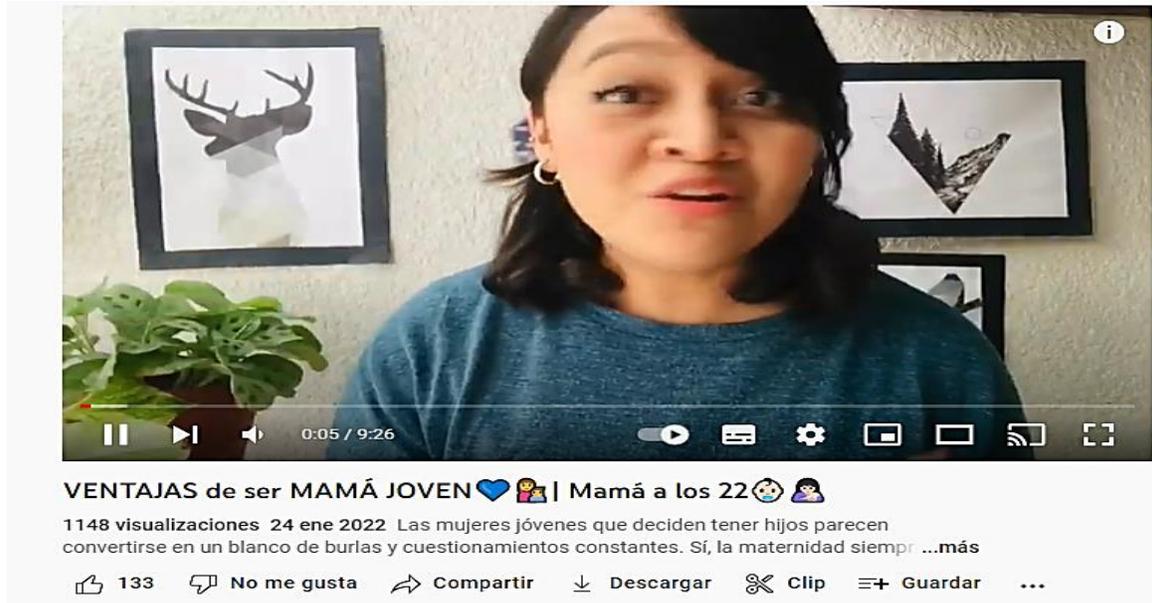 i
0:05 / 9:26
VENTAJAS de ser MAMÁ JOVEN💙👩‍👦| Mamá a los 22👶🏻🤱🏻
1148 visualizaciones 24 ene 2022 Las mujeres jóvenes que deciden tener hijos parecen
convertirse en un blanco de burlas y cuestionamientos constantes. Sí, la maternidad siempr ...más
133 No me gusta Compartir Descargar Clip Guardar ...